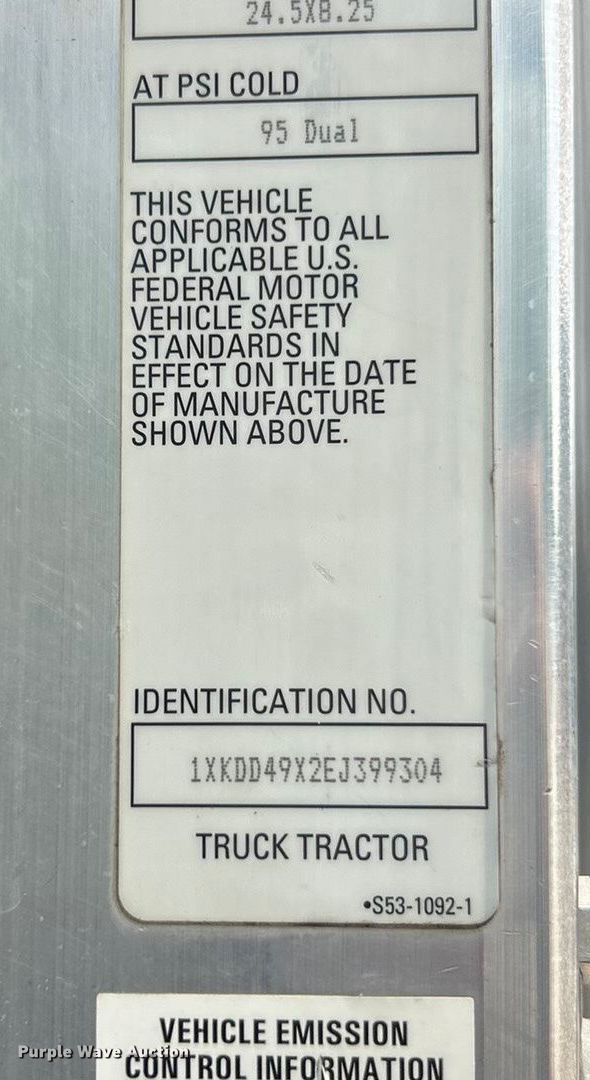 24.5X8.25
AT PSI COLD
95 Dual
THIS VEHICLE
CONFORMS TO ALL
APPLICABLE U.S.
FEDERAL MOTOR
VEHICLE SAFETY
STANDARDS IN
EFFECT ON THE DATE
OF MANUFACTURE
SHOWN ABOVE.
IDENTIFICATION NO.
1XKDD49X2EJ399304
TRUCK TRACTOR
•S53-1092-1
VEHICLE EMISSION
CONTROL INFORMATION
Purple Wave Auction